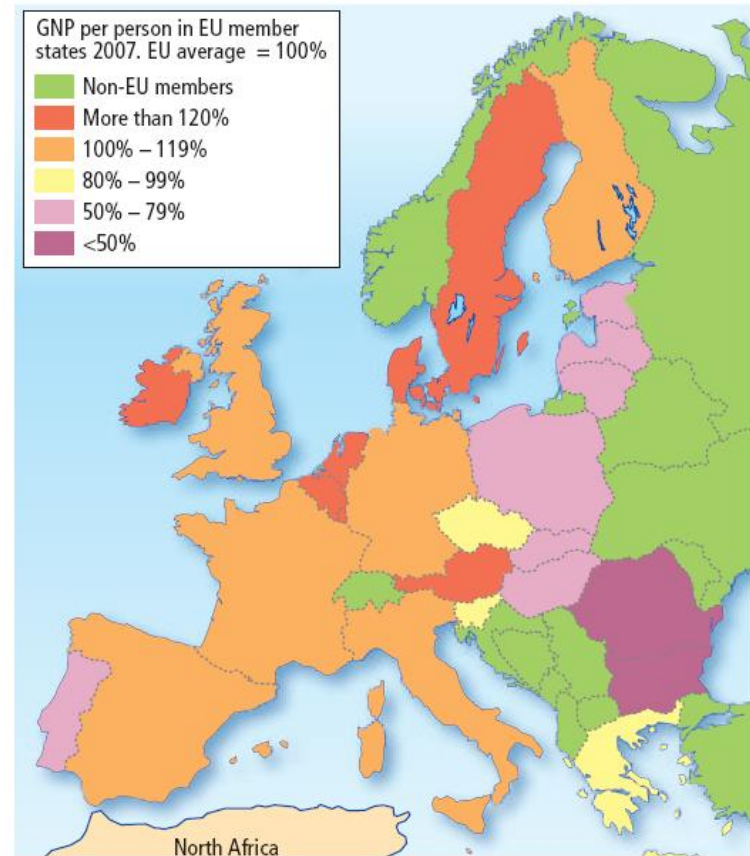 GNP per person in EU member
states 2007. EU average = 100%
Non-EU members
More than 120%
100% – 119%
80% – 99%
50% – 79%
<50%
North Africa